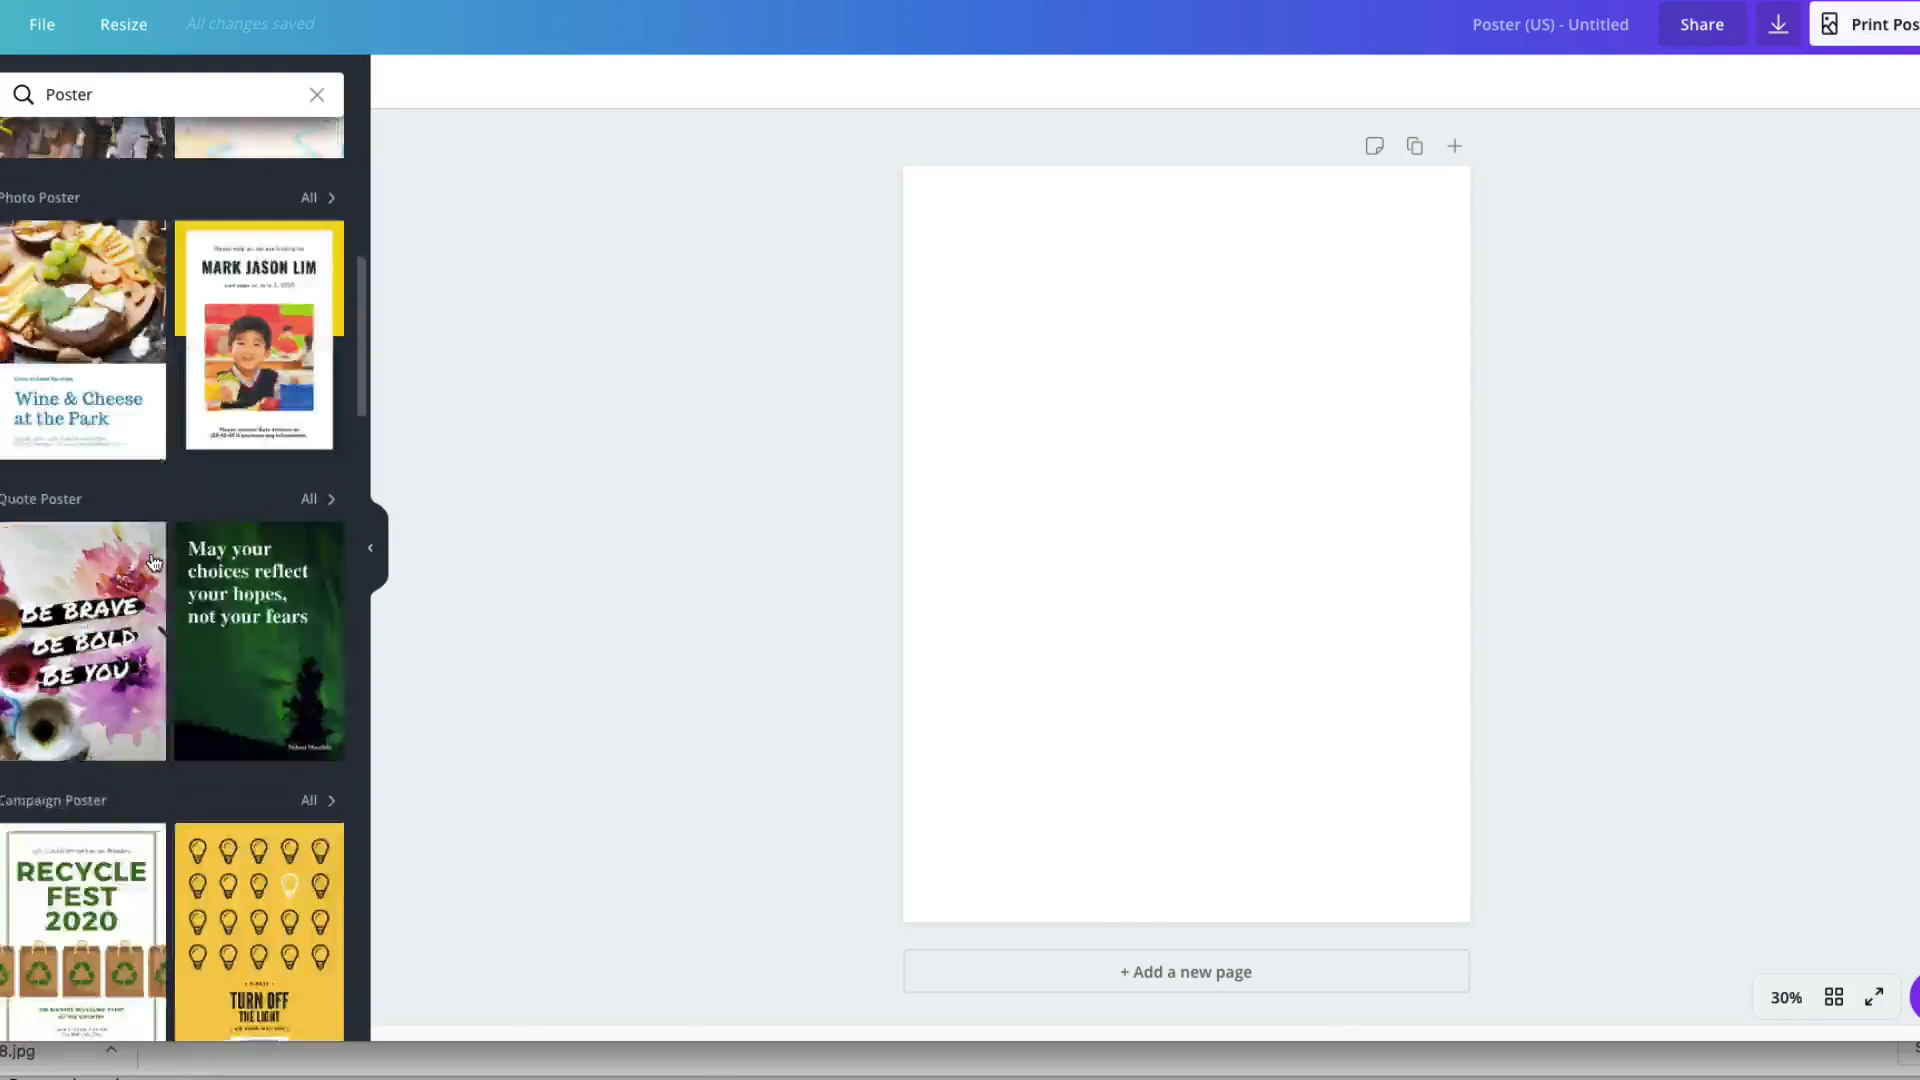 File
Resize
All changes saved
Poster (US) - Untitled
Share
Print Pos
Poster
Photo Poster
All
MARK JASON LIM
Wine & Cheese
at the Park
Quote Poster
All
BE BRAVE
BE BOLD
BE YOU
May your
choices reflect
your hopes,
not your fears
Campaign Poster
All
RECYCLE
FEST
2020
TURN OFF
THE LIGHT
+ Add a new page
30%
8.jpg